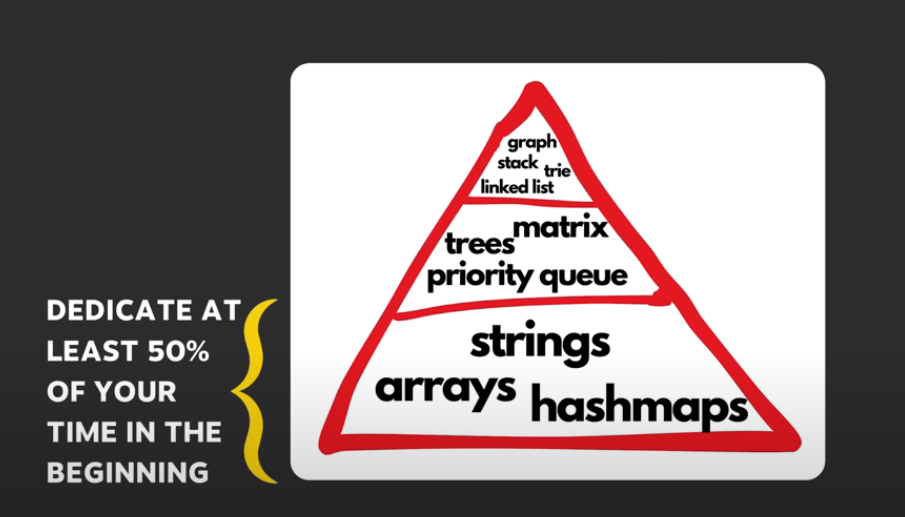 graph
stack trie
linked list
matrix
trees
priority queue
DEDICATE AT
LEAST 50%
OF YOUR
TIME IN THE
BEGINNING
strings
arrays
hashmaps